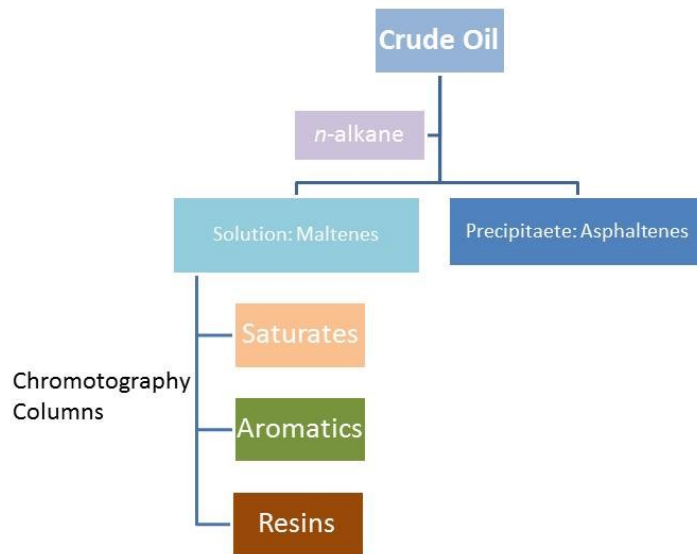 Crude Oil
n-alkane
Solution: Maltenes
Precipitaete: Asphaltenes
Saturates
Chromotography
Columns
Aromatics
Resins